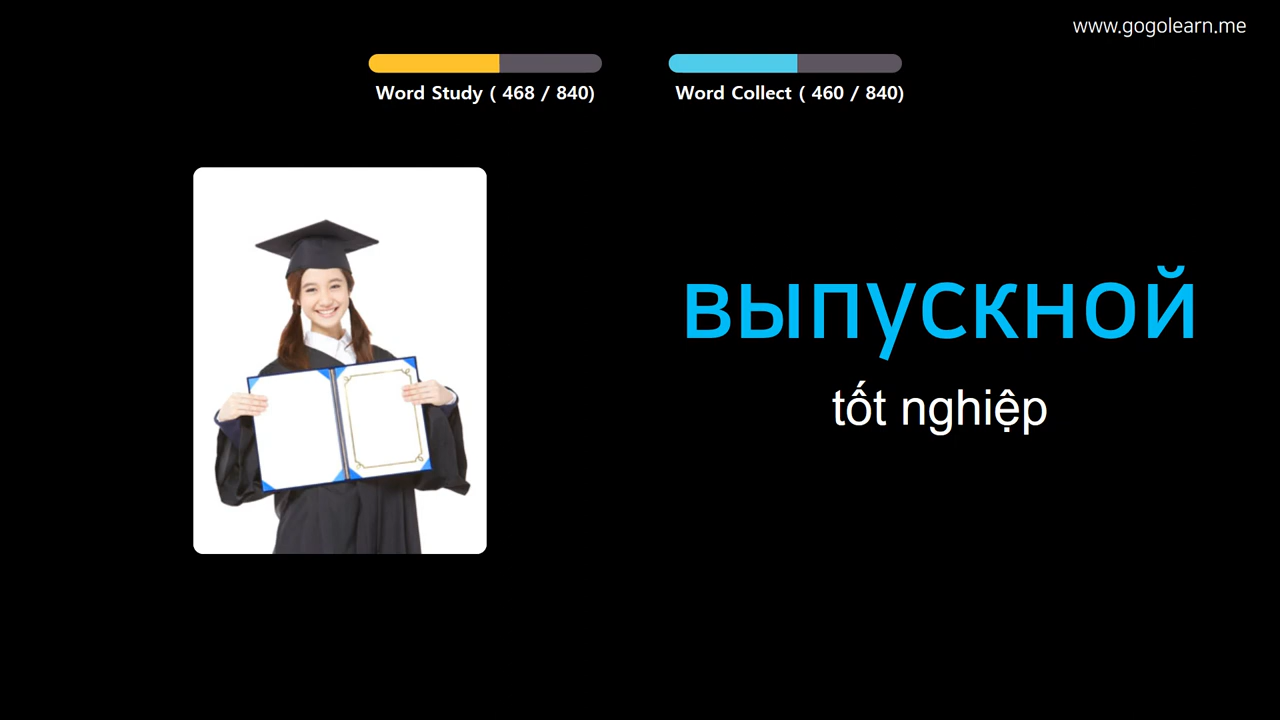 www.gogolearn.me
Word Study ( 468 / 840)
Word Collect ( 460 / 840)
выпускной
tốt nghiệp